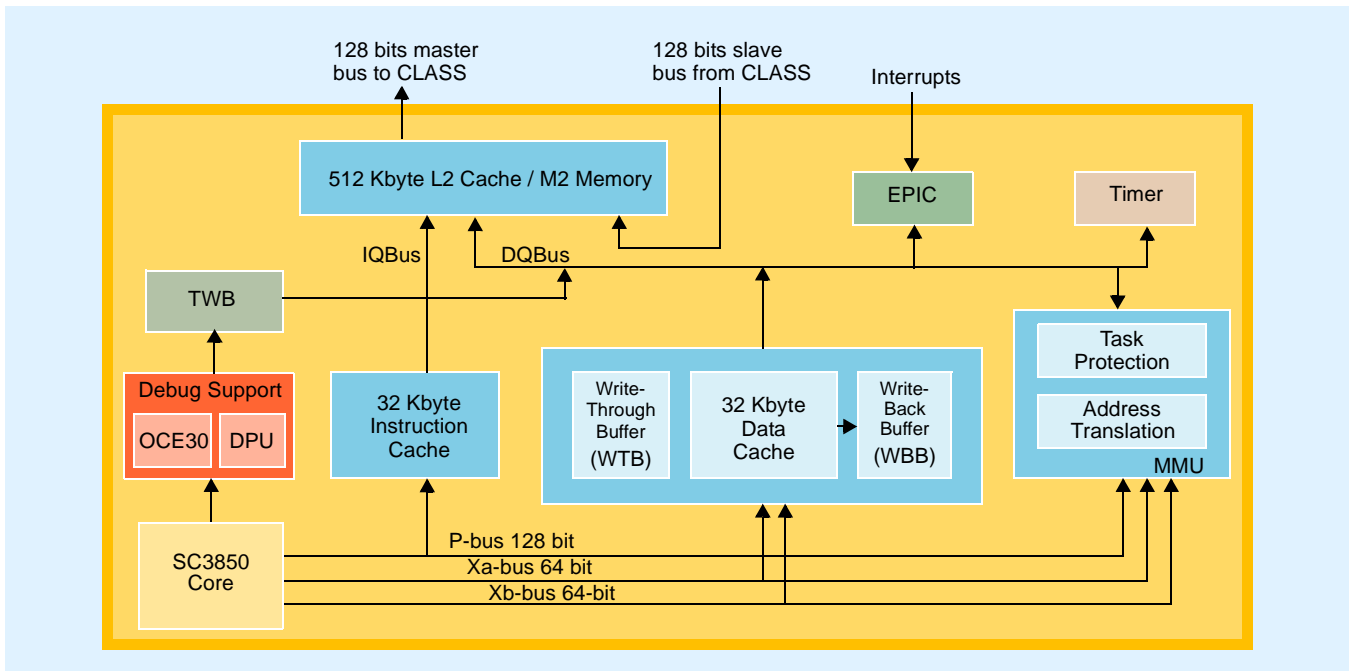 128 bits master
bus to CLASS
128 bits slave
bus from CLASS
Interrupts
512 Kbyte L2 Cache / M2 Memory
EPIC
Timer
IQBus
DQBus
TWB
Task
Protection
Address
Translation
MMU
Debug Support
OCE30
DPU
32 Kbyte
Instruction
Cache
Write-
Through
Buffer
(WTB)
32 Kbyte
Data
Cache
Write-
Back
Buffer
(WBB)
SC3850
Core
P-bus 128 bit
Xa-bus 64 bit
Xb-bus 64-bit